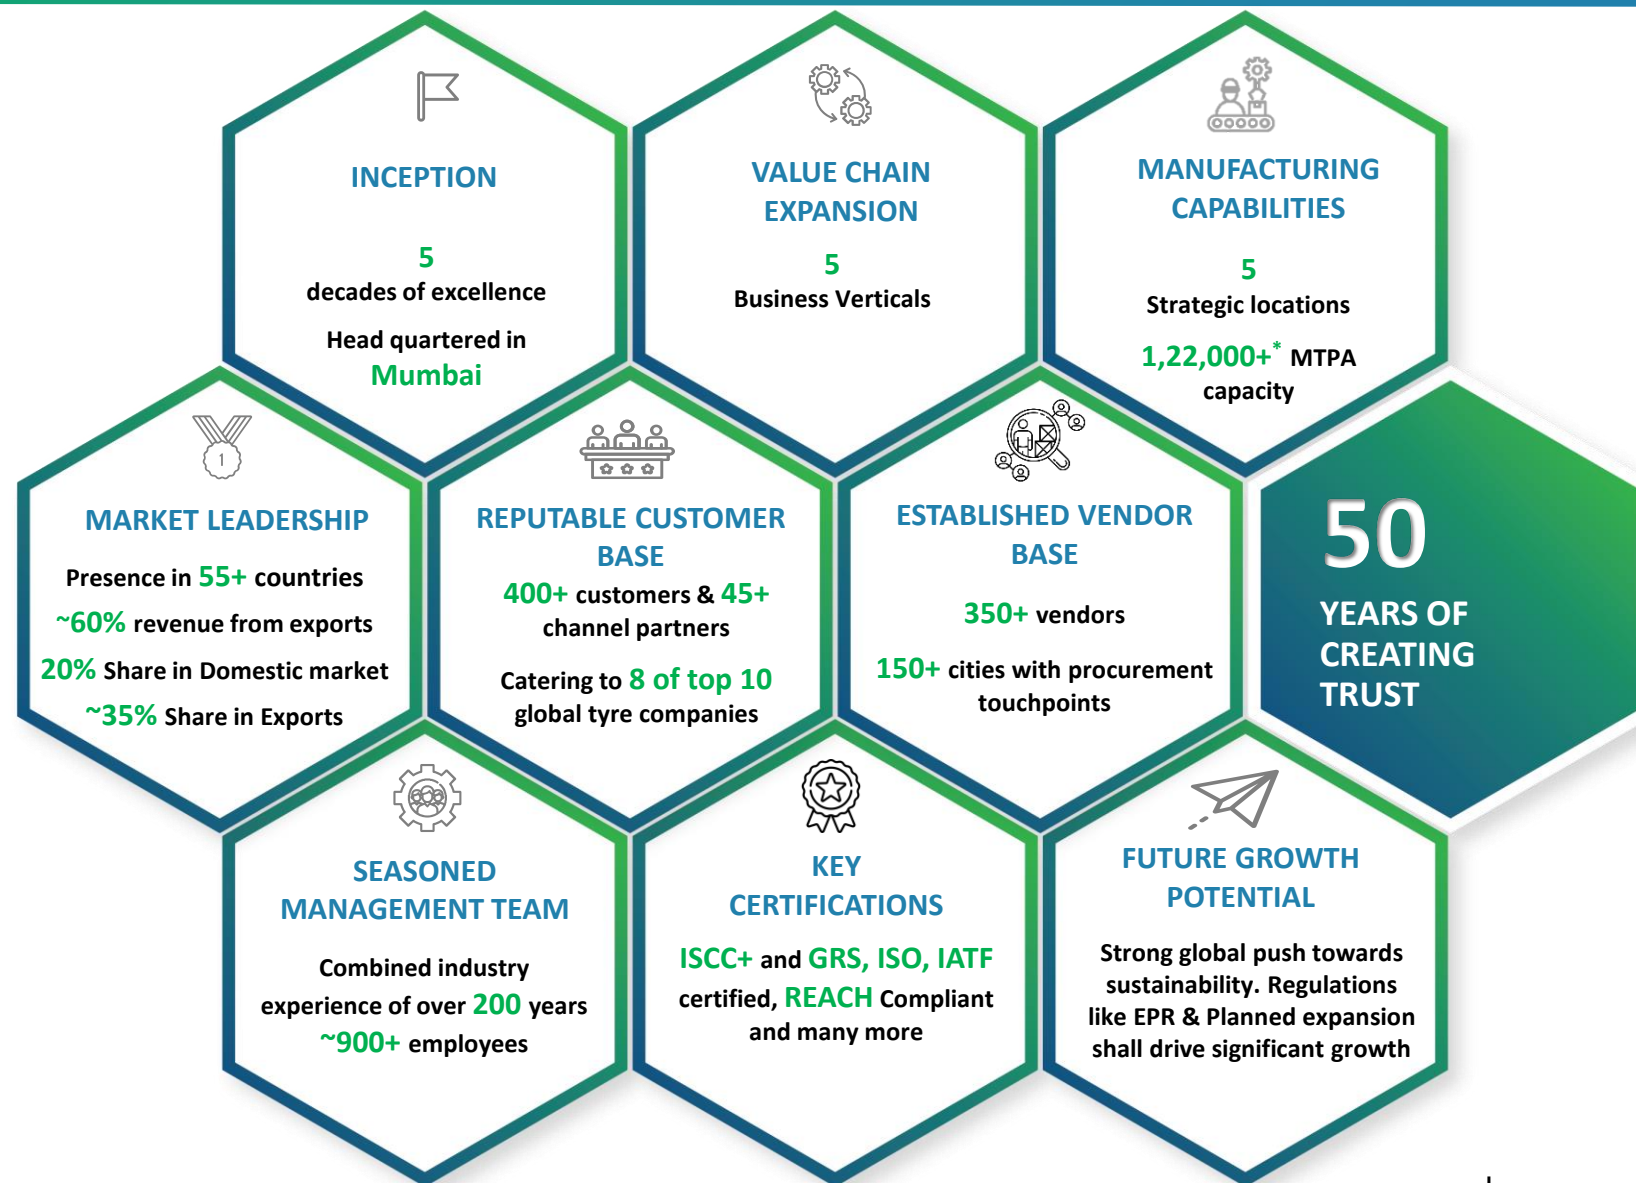 INCEPTION
5
decades of excellence
Head quartered in
Mumbai
VALUE CHAIN
EXPANSION
5
Business Verticals
MANUFACTURING
CAPABILITIES
5
Strategic locations
1,22,000+* MTPA
capacity
1
MARKET LEADERSHIP
Presence in 55+ countries
~60% revenue from exports
20% Share in Domestic market
~35% Share in Exports
REPUTABLE CUSTOMER
BASE
400+ customers & 45+
channel partners
Catering to 8 of top 10
global tyre companies
ESTABLISHED VENDOR
BASE
350+ vendors
150+ cities with procurement
touchpoints
50
YEARS OF
CREATING
TRUST
SEASONED
MANAGEMENT TEAM
Combined industry
experience of over 200 years
~900+ employees
KEY
CERTIFICATIONS
ISCC+ and GRS, ISO, IATF
certified, REACH Compliant
and many more
FUTURE GROWTH
POTENTIAL
Strong global push towards
sustainability. Regulations
like EPR & Planned expansion
shall drive significant growth